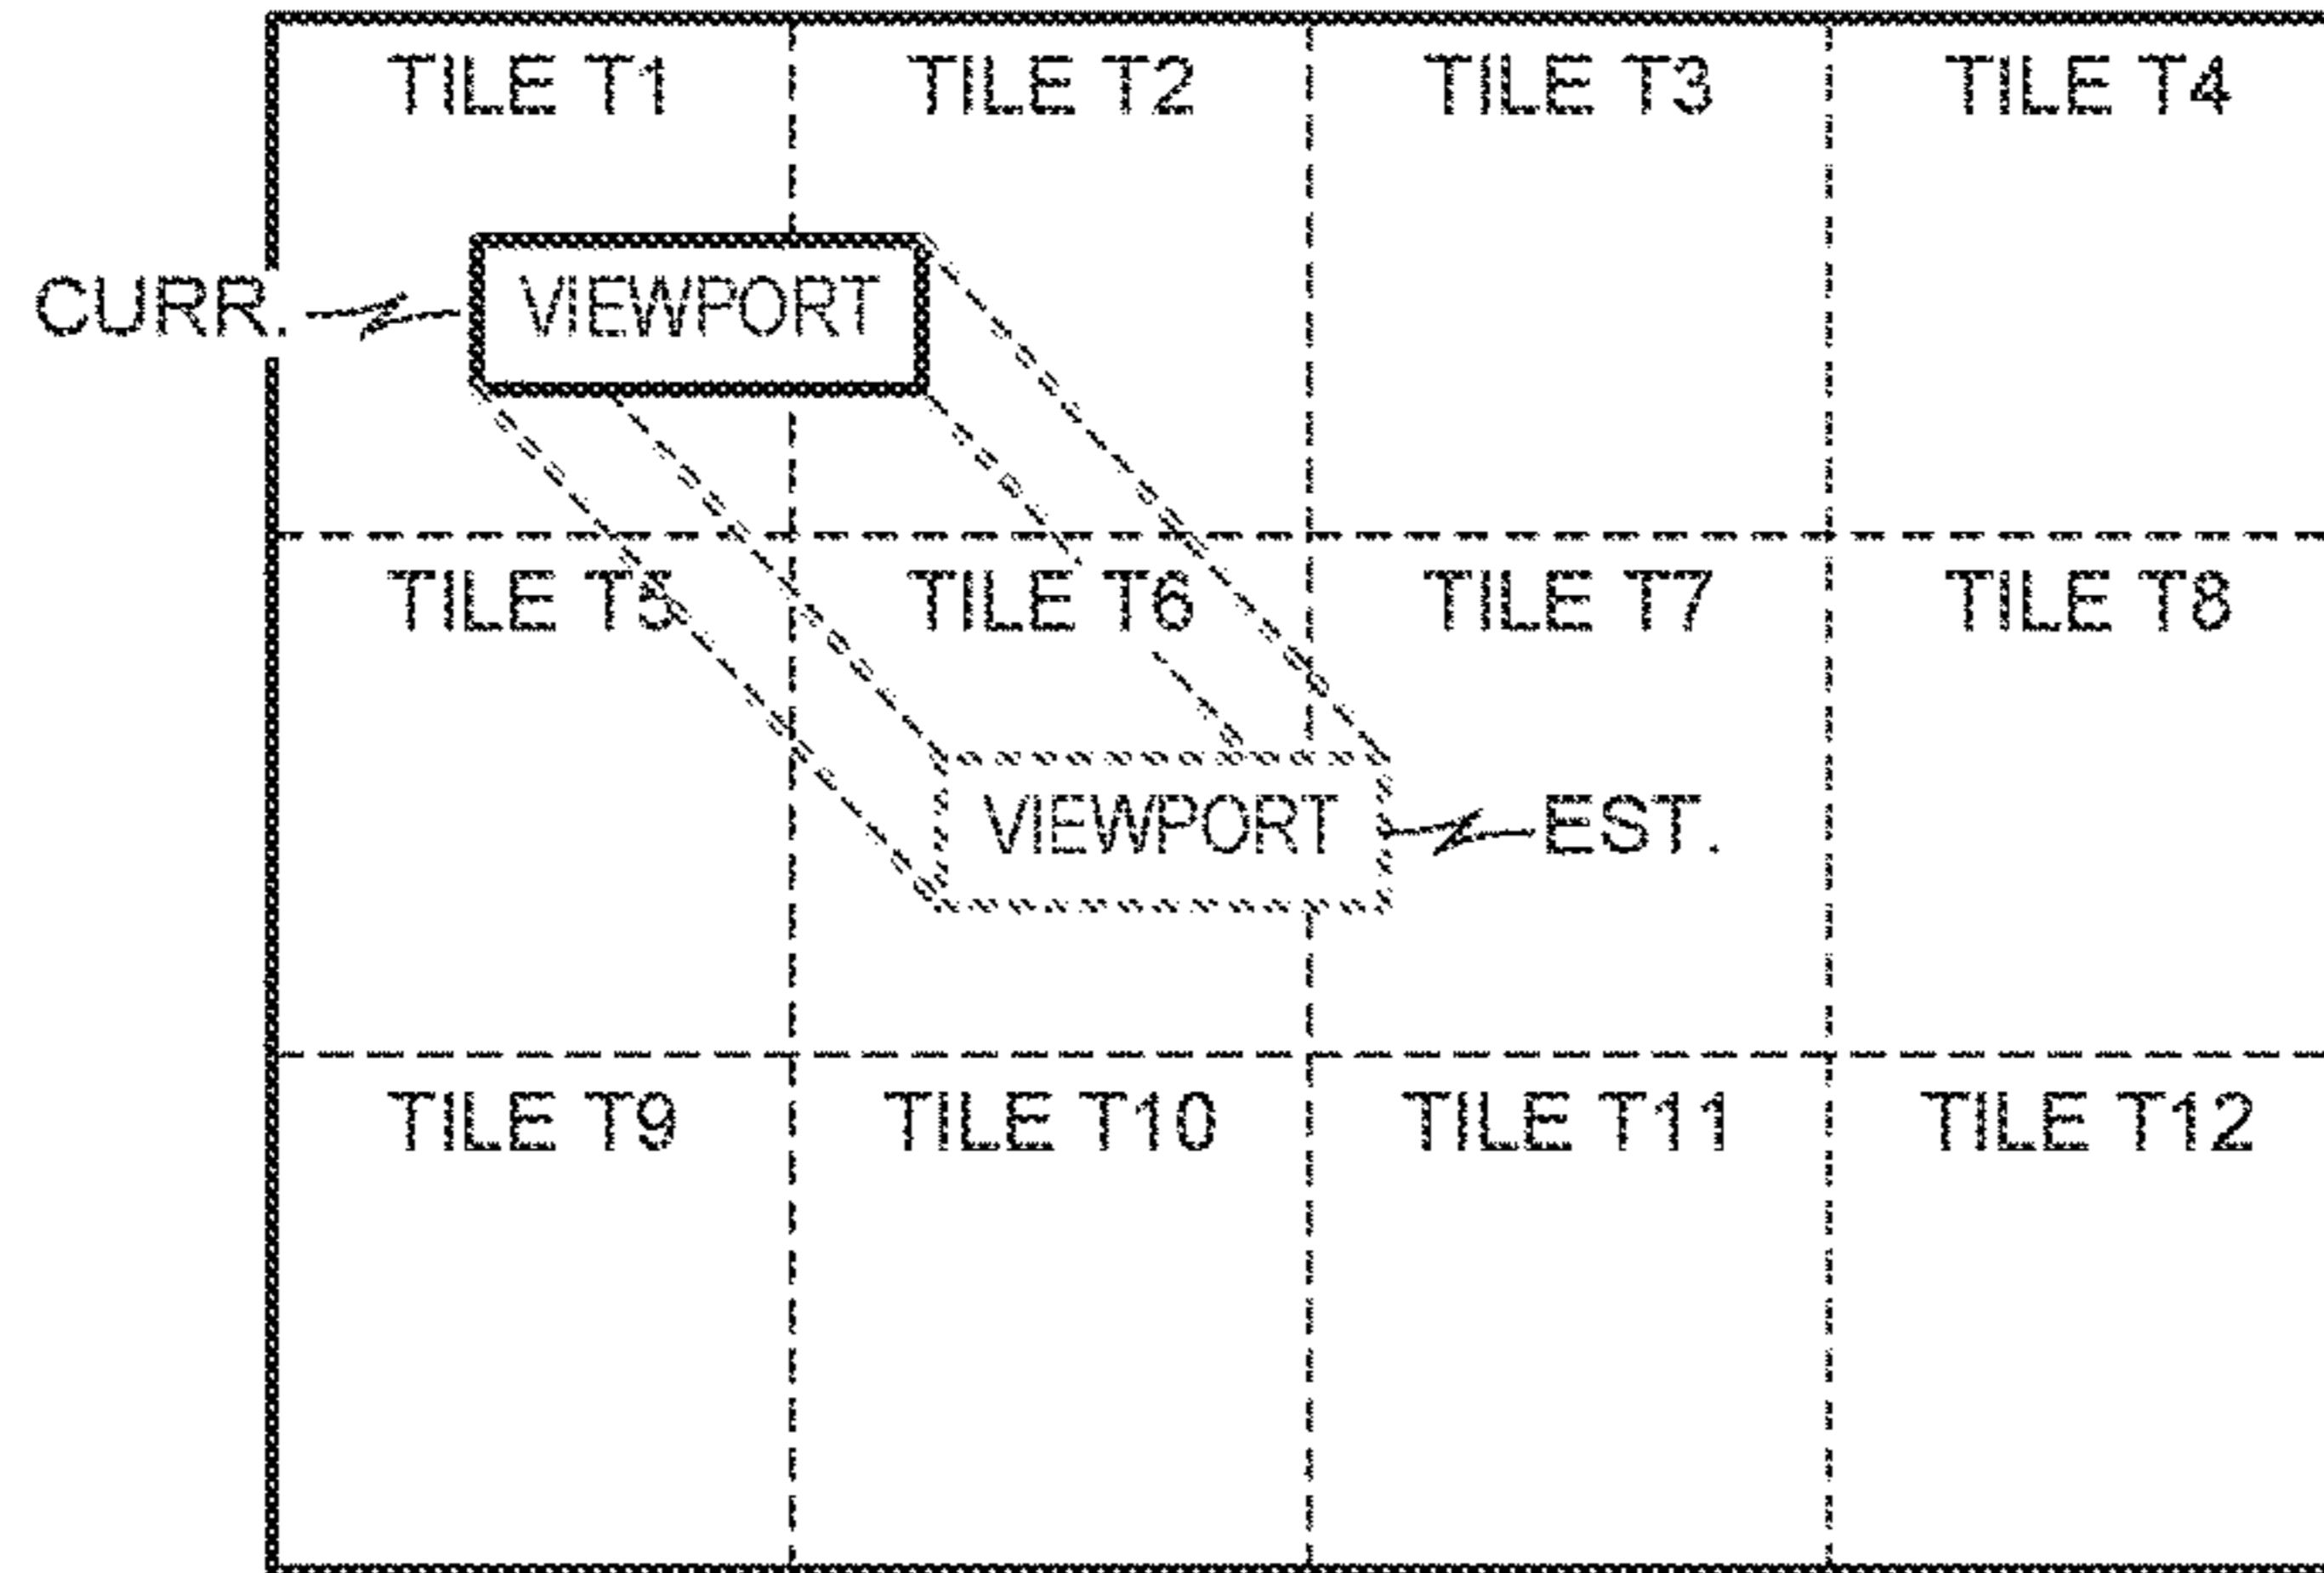 TILE T1 TILE T2 TILE T3 TILE T4
CURR. VIEWPORT
TILE T5 TILE T6 TILE T7 TILE T8
VIEWPORT EST.
TILE T9 TILE T10 TILE T11 TILE T12